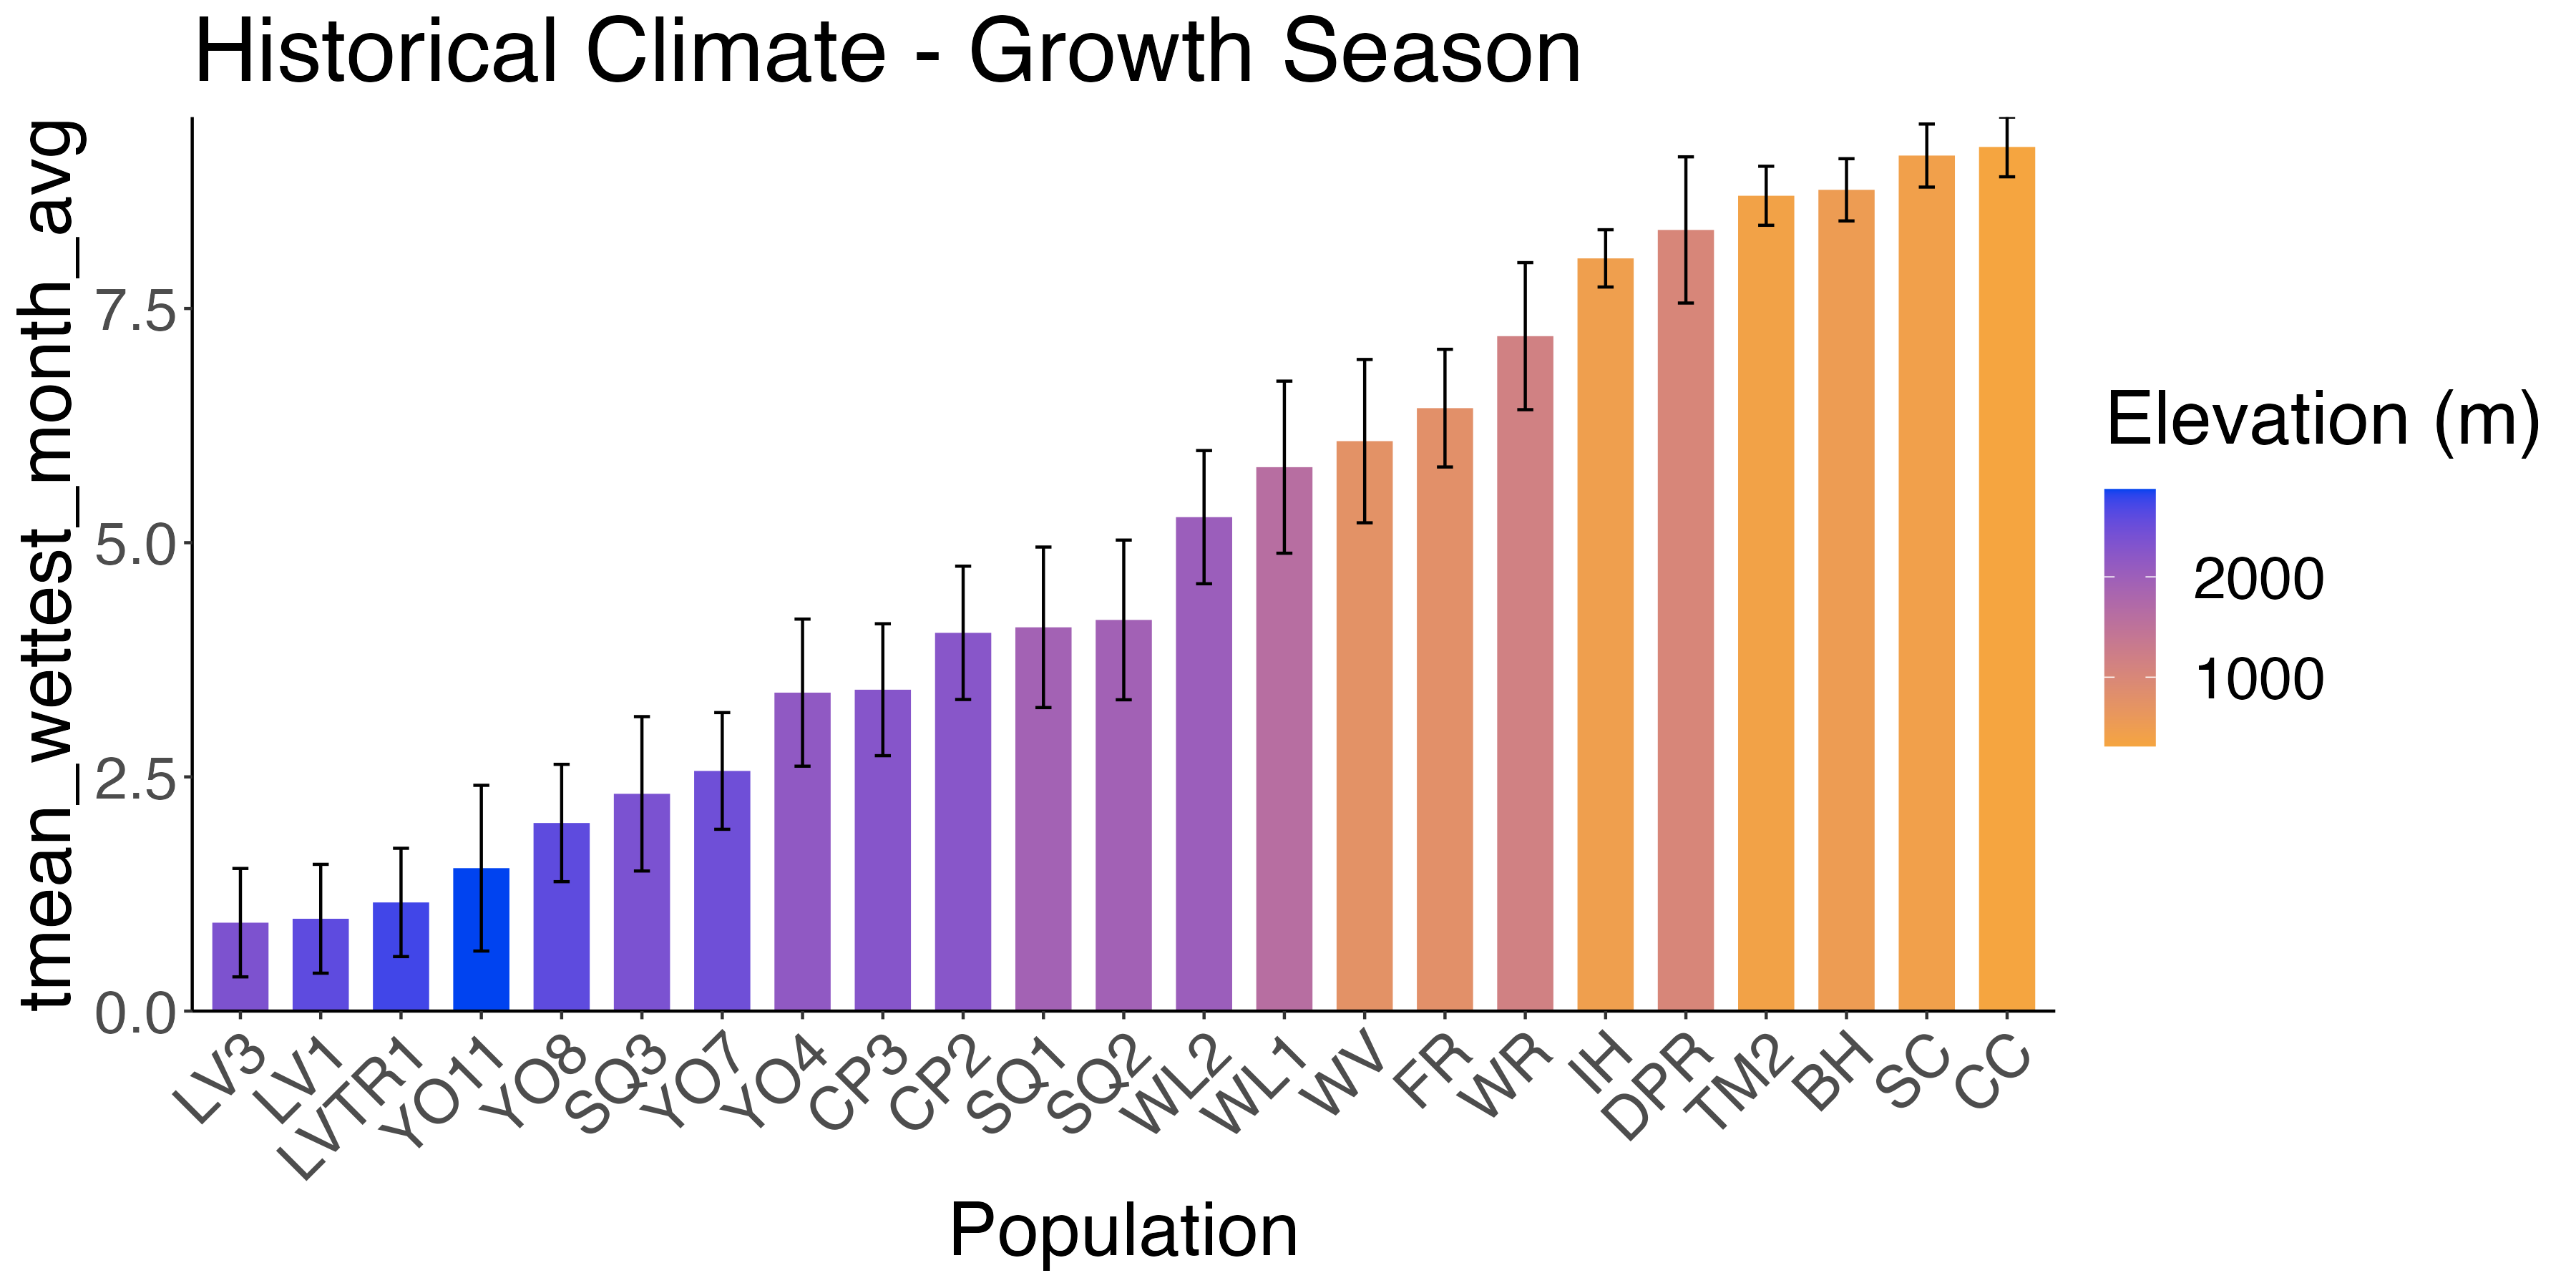 Historical Climate - Growth Season
tmean_wettest_month_avg
7.5
5.0
2.5
0.0
LV3
LV1
LVTR1
YO11
YO8
SQ3
YO7
YO4
CP3
CP2
SQ1
SQ2
WL2
WL1
WV
FR
WR
IH
DPR
TM2
BH
SC
CC
Population
Elevation (m)
2000
1000